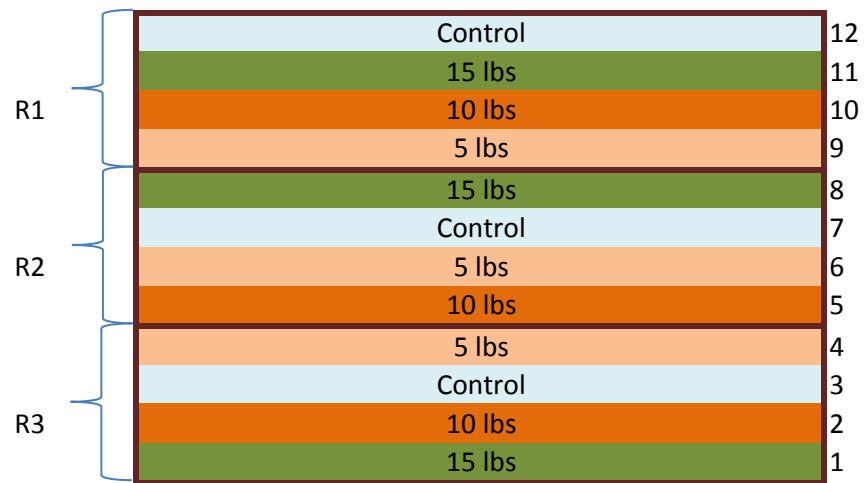 Control 12
15 lbs 11
R1 10 lbs 10
5 lbs 9
15 lbs 8
Control 7
R2 5 lbs 6
10 lbs 5
5 lbs 4
Control 3
R3 10 lbs 2
15 lbs 1